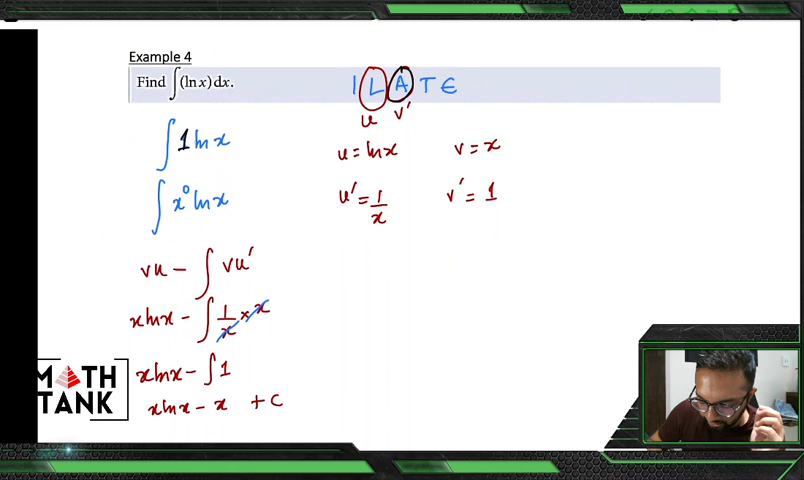 Example 4
Find ∫(ln x) dx.
I L A T E
u v'
∫ 1 ln x
u = ln x v = x
∫ x⁰ ln x
u' = 1/x v' = 1
vu − ∫ vu'
x ln x − ∫ 1/x × x
x ln x − ∫ 1
x ln x − x + c
MATH
TANK